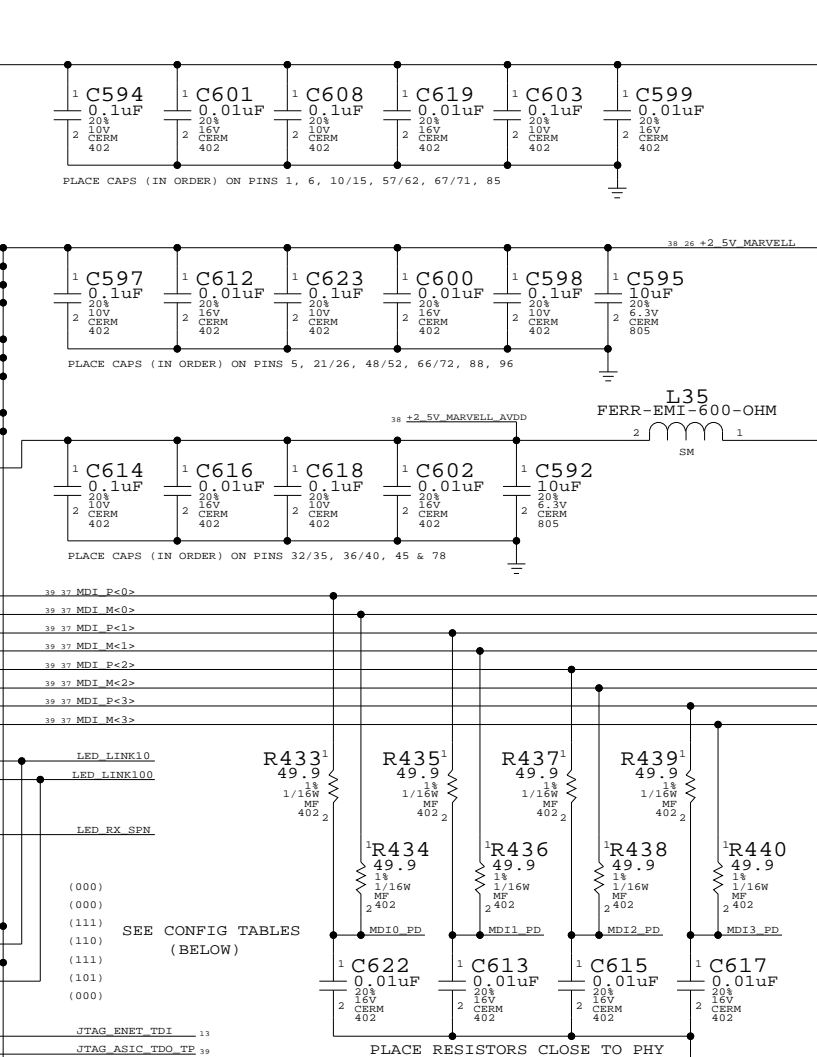 1 C594 1 C601 1 C608 1 C619 1 C603 1 C599
0.1uF 0.01uF 0.1uF 0.01uF 0.1uF 0.01uF
20% 20% 20% 20% 20% 20%
2 10V 2 16V 2 10V 2 16V 2 10V 2 16V
CERM CERM CERM CERM CERM CERM
402 402 402 402 402 402
PLACE CAPS (IN ORDER) ON PINS 1, 6, 10/15, 57/62, 67/71, 85
38 26 +2_5V_MARVELL
1 C597 1 C612 1 C623 1 C600 1 C598 1 C595
0.1uF 0.01uF 0.1uF 0.01uF 0.1uF 10uF
20% 20% 20% 20% 20% 20%
2 10V 2 16V 2 10V 2 16V 2 10V 2 6.3V
CERM CERM CERM CERM CERM CERM
402 402 402 402 402 805
PLACE CAPS (IN ORDER) ON PINS 5, 21/26, 48/52, 66/72, 88, 96
L35
FERR-EMI-600-OHM
38 +2_5V_MARVELL_AVDD
2 1
SM
1 C614 1 C616 1 C618 1 C602 1 C592
0.1uF 0.01uF 0.1uF 0.01uF 10uF
20% 20% 20% 20% 20%
2 10V 2 16V 2 10V 2 16V 2 6.3V
CERM CERM CERM CERM CERM
402 402 402 402 805
PLACE CAPS (IN ORDER) ON PINS 32/35, 36/40, 45 & 78
39 37 MDI_P<0>
39 37 MDI_M<0>
39 37 MDI_P<1>
39 37 MDI_M<1>
39 37 MDI_P<2>
39 37 MDI_M<2>
39 37 MDI_P<3>
39 37 MDI_M<3>
LED_LINK10
LED_LINK100
LED_RX_SPN
R433 1 R435 1 R437 1 R439 1
49.9 49.9 49.9 49.9
1% 1% 1% 1%
1/16W 1/16W 1/16W 1/16W
MF MF MF MF
402 2 402 2 402 2 402 2
1 R434 1 R436 1 R438 1 R440
49.9 49.9 49.9 49.9
1% 1% 1% 1%
1/16W 1/16W 1/16W 1/16W
MF MF MF MF
2 402 2 402 2 402 2 402
MDI0_PD MDI1_PD MDI2_PD MDI3_PD
(000)
(000)
(111)
(110)
(111)
(101)
(000)
SEE CONFIG TABLES
(BELOW)
1 C622 1 C613 1 C615 1 C617
0.01uF 0.01uF 0.01uF 0.01uF
20% 20% 20% 20%
2 16V 2 16V 2 16V 2 16V
CERM CERM CERM CERM
402 402 402 402
JTAG_ENET_TDI 13
JTAG_ASIC_TDO_TP 39
PLACE RESISTORS CLOSE TO PHY